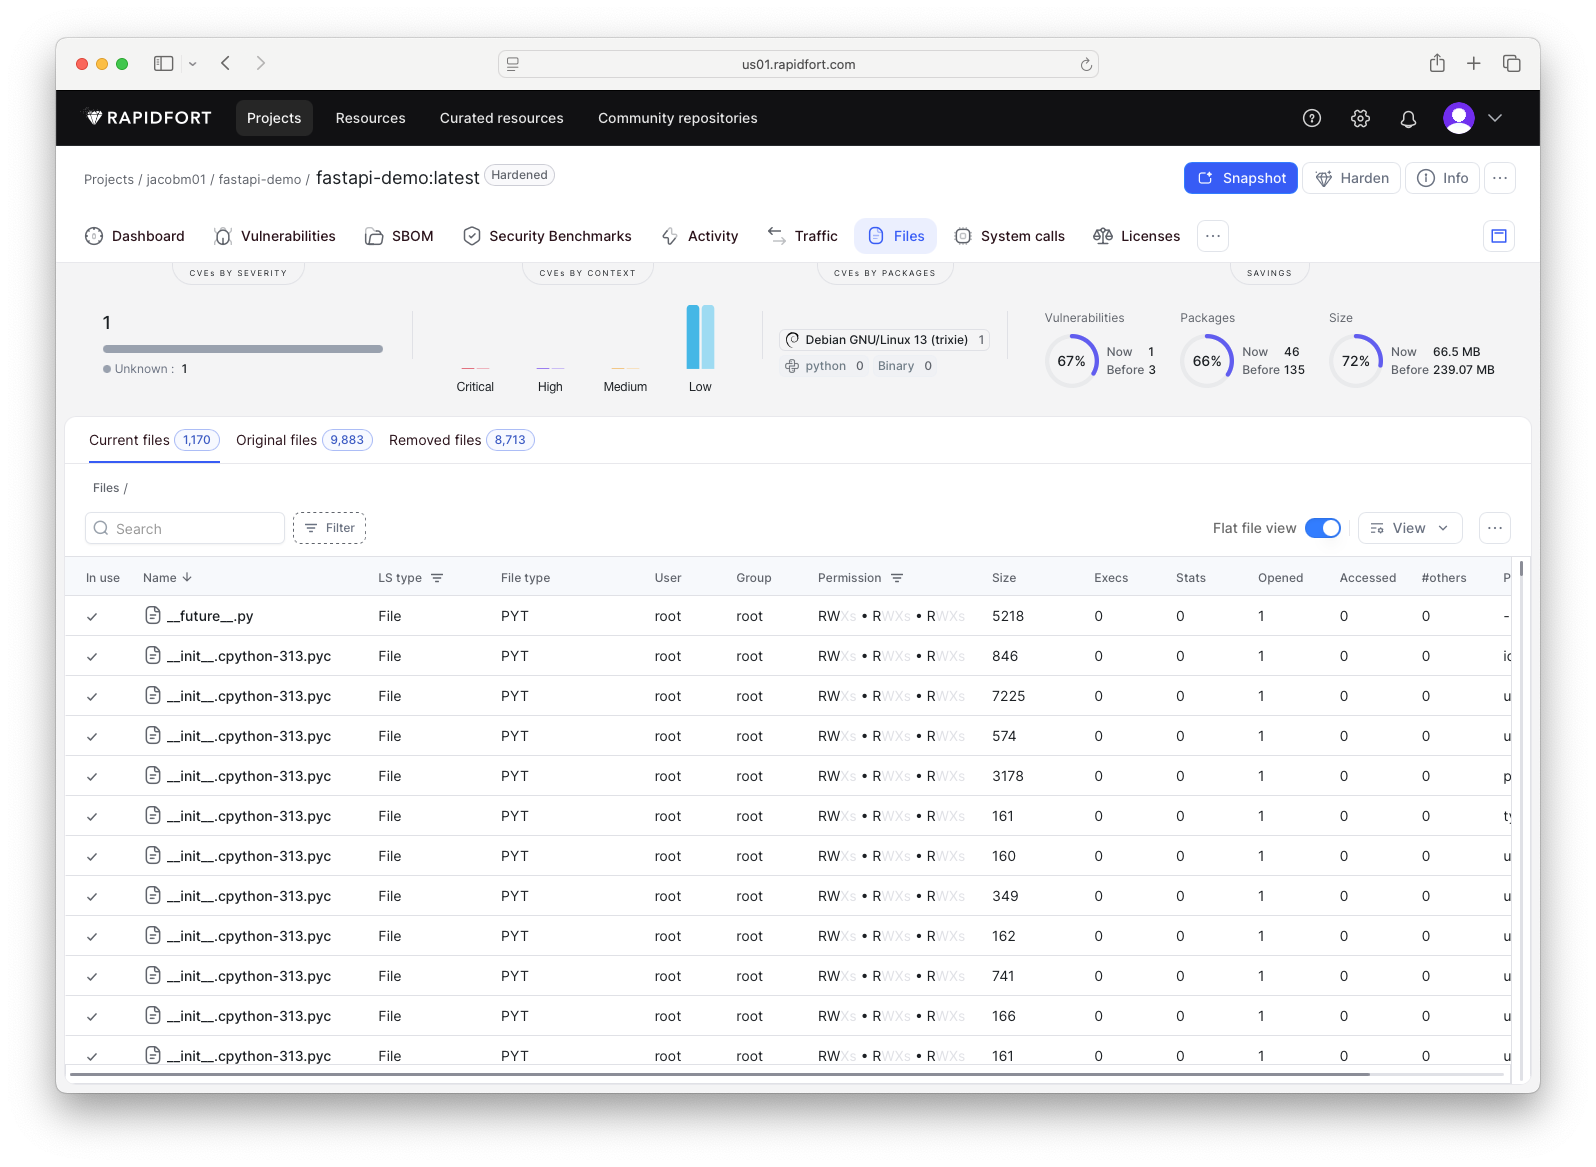 us01.rapidfort.com
RAPIDFORT Projects Resources Curated resources Community repositories
Projects / jacobm01 / fastapi-demo / fastapi-demo:latest Hardened Snapshot Harden Info
Dashboard Vulnerabilities SBOM Security Benchmarks Activity Traffic Files System calls Licenses
CVEs BY SEVERITY CVEs BY CONTEXT CVEs BY PACKAGES SAVINGS
1
Unknown : 1
Critical High Medium Low
Debian GNU/Linux 13 (trixie) 1
python 0 Binary 0
Vulnerabilities Packages Size
67% Now 1 66% Now 46 72% Now 66.5 MB
Before 3 Before 135 Before 239.07 MB
Current files 1,170 Original files 9,883 Removed files 8,713
Files /
Search Filter Flat file view View
In use Name LS type File type User Group Permission Size Execs Stats Opened Accessed #others P
__future__.py File PYT root root RWXs • RWXs • RWXs 5218 0 0 1 0 0 -
__init__.cpython-313.pyc File PYT root root RWXs • RWXs • RWXs 846 0 0 1 0 0
__init__.cpython-313.pyc File PYT root root RWXs • RWXs • RWXs 7225 0 0 1 0 0 u
__init__.cpython-313.pyc File PYT root root RWXs • RWXs • RWXs 574 0 0 1 0 0 u
__init__.cpython-313.pyc File PYT root root RWXs • RWXs • RWXs 3178 0 0 1 0 0 p
__init__.cpython-313.pyc File PYT root root RWXs • RWXs • RWXs 161 0 0 1 0 0
__init__.cpython-313.pyc File PYT root root RWXs • RWXs • RWXs 160 0 0 1 0 0 u
__init__.cpython-313.pyc File PYT root root RWXs • RWXs • RWXs 349 0 0 1 0 0 u
__init__.cpython-313.pyc File PYT root root RWXs • RWXs • RWXs 162 0 0 1 0 0 u
__init__.cpython-313.pyc File PYT root root RWXs • RWXs • RWXs 741 0 0 1 0 0 u
__init__.cpython-313.pyc File PYT root root RWXs • RWXs • RWXs 166 0 0 1 0 0 u
__init__.cpython-313.pyc File PYT root root RWXs • RWXs • RWXs 161 0 0 1 0 0 u